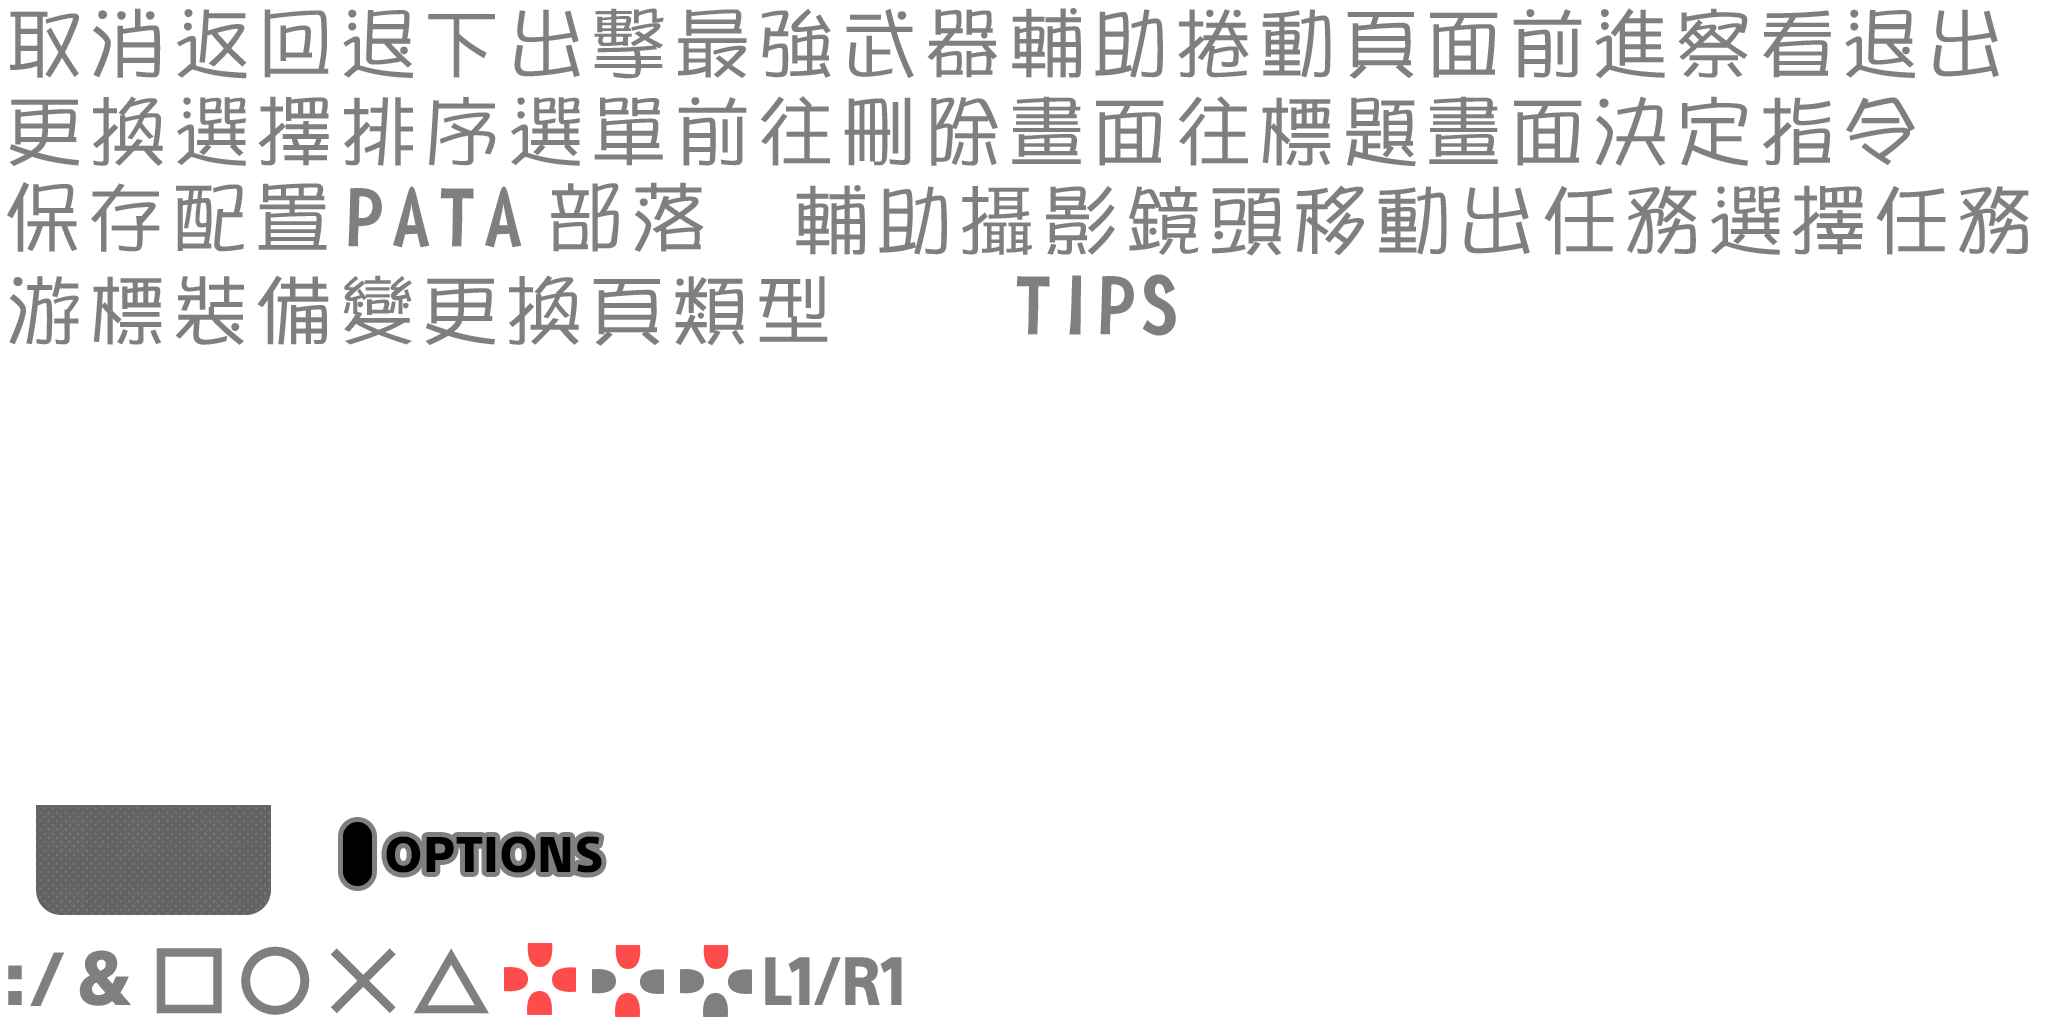 取消返回退下出擊最強武器輔助捲動頁面前進察看退出
更換選擇排序選單前往刪除畫面往標題畫面決定指令
保存配置PATA部落 輔助攝影鏡頭移動出任務選擇任務
游標裝備變更換頁類型 TIPS
OPTIONS
:/& □○×△ L1/R1